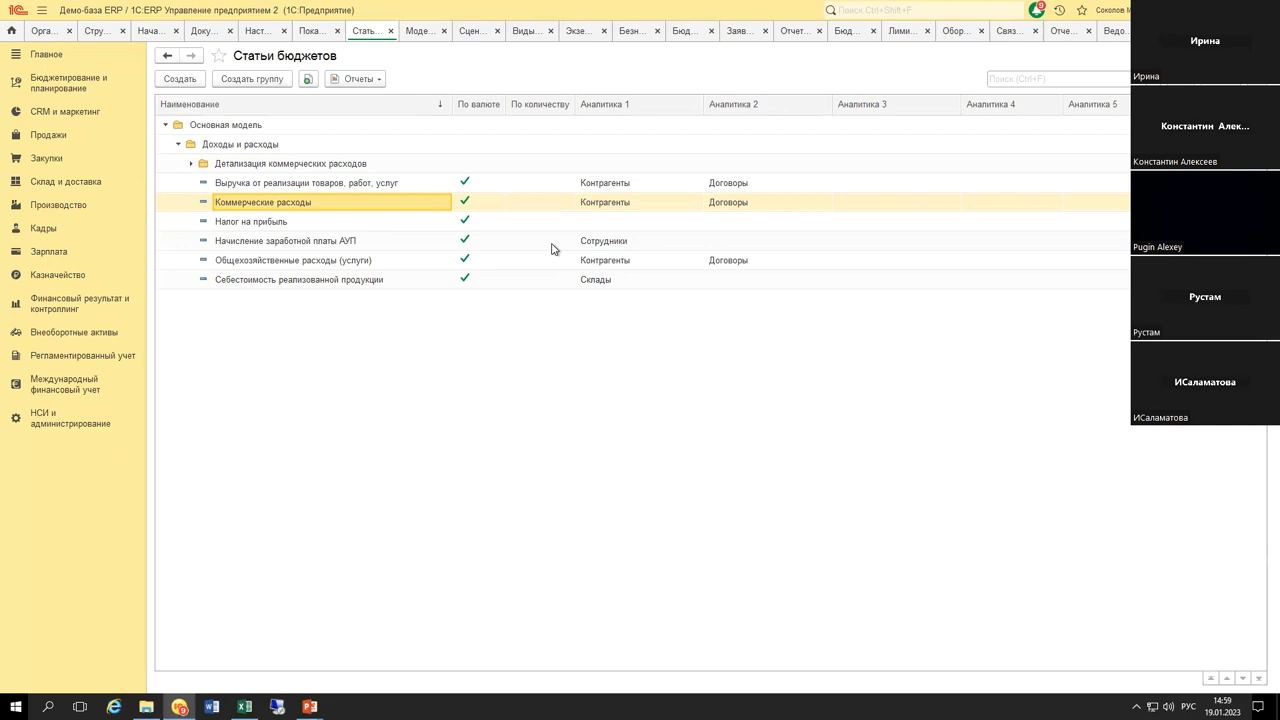 Демо-база ERP / 1С:ERP Управление предприятием 2 (1С:Предприятие)
Поиск Ctrl+Shift+F
9
Соколов М
Орга...
Стру...
Нача...
Доку...
Наст...
Пока...
Стать...
Моде...
Сцен...
Виды...
Экзе...
Безн...
Бюд...
Заяв...
Отчет...
Бюд...
Лими...
Обор...
Связ...
Отче...
Ведо...
Главное
Бюджетирование и
планирование
CRM и маркетинг
Продажи
Закупки
Склад и доставка
Производство
Кадры
Зарплата
Казначейство
Финансовый результат и
контроллинг
Внеоборотные активы
Регламентированный учет
Международный
финансовый учет
НСИ и
администрирование
Статьи бюджетов
Создать
Создать группу
Отчеты
Поиск (Ctrl+F)
Наименование ↓ По валюте По количеству Аналитика 1 Аналитика 2 Аналитика 3 Аналитика 4 Аналитика 5
Основная модель
Доходы и расходы
Детализация коммерческих расходов
Выручка от реализации товаров, работ, услуг Контрагенты Договоры
Коммерческие расходы Контрагенты Договоры
Налог на прибыль
Начисление заработной платы АУП Сотрудники
Общехозяйственные расходы (услуги) Контрагенты Договоры
Себестоимость реализованной продукции Склады
Ирина
Ирина
Константин Алек...
Константин Алексеев
Pugin Alexey
Рустам
Рустам
ИСаламатова
ИСаламатова
РУС
14:59
19.01.2023